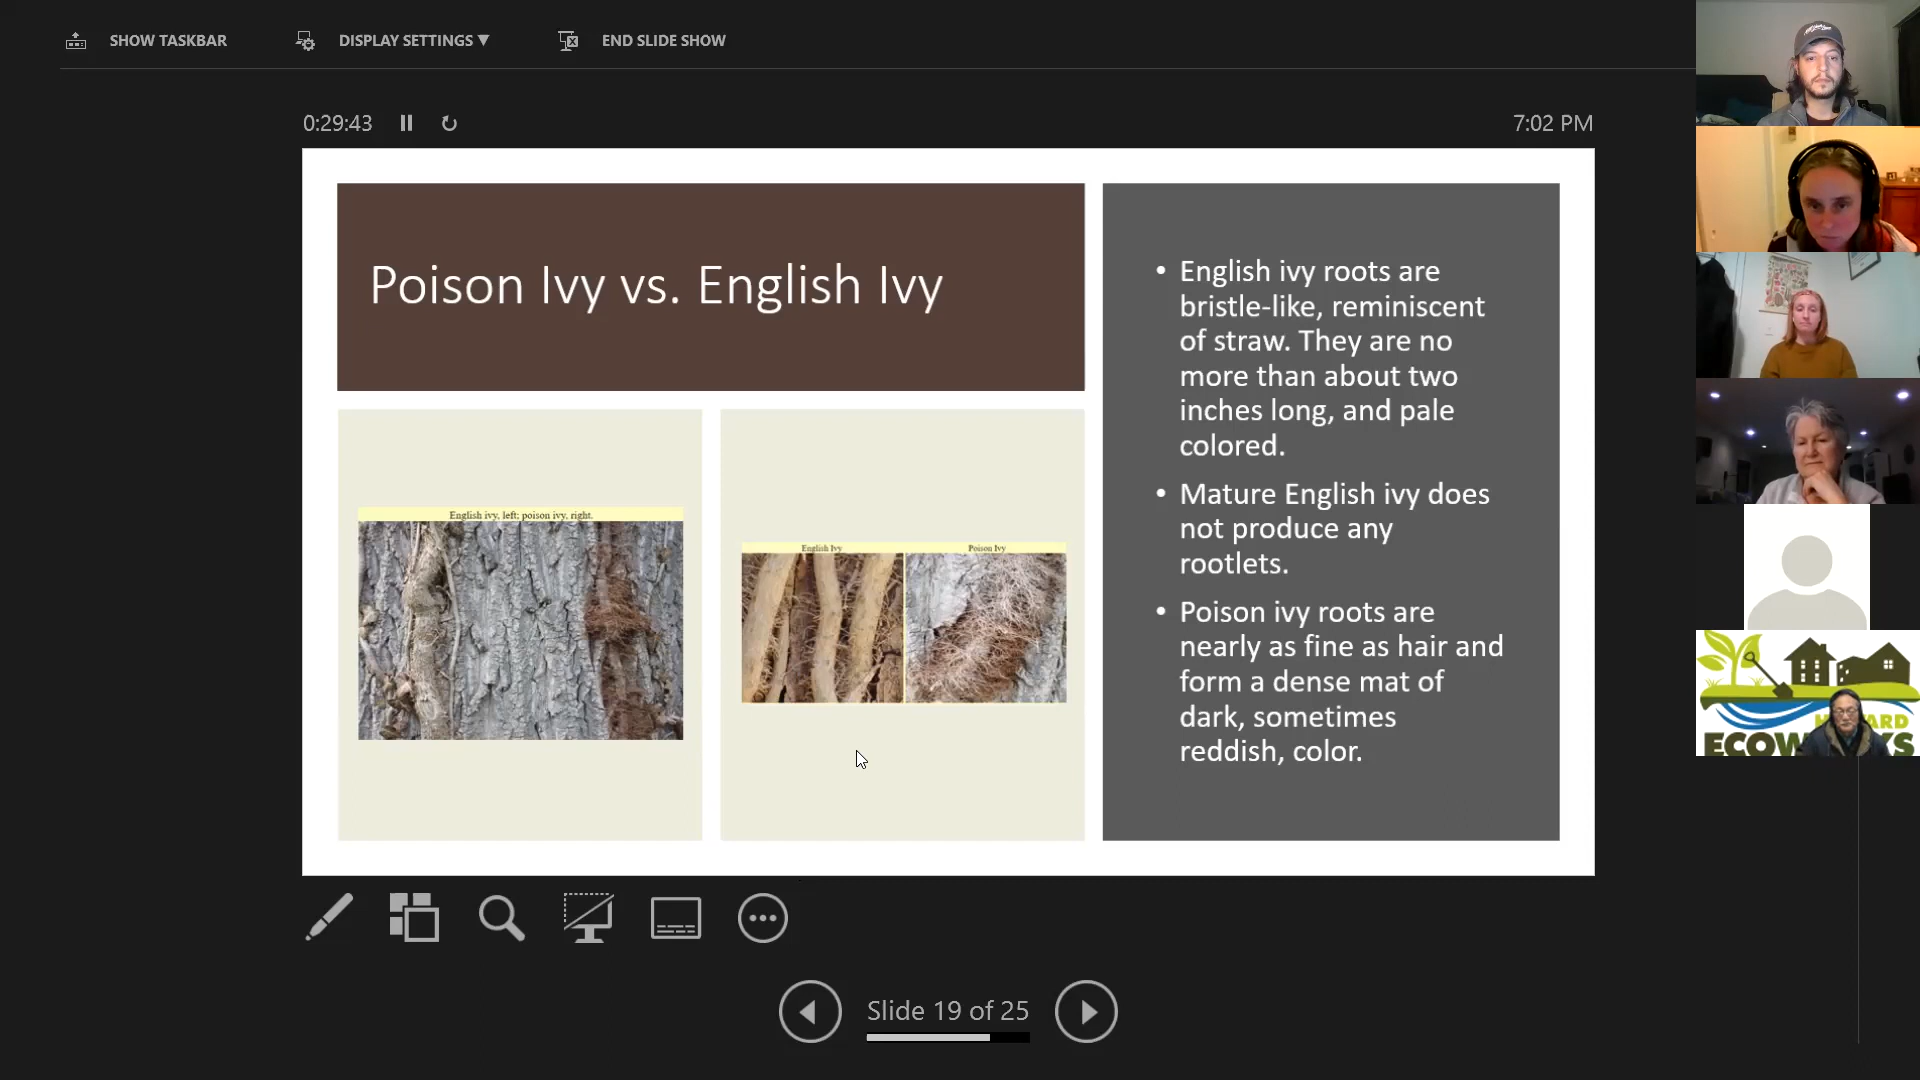 SHOW TASKBAR
DISPLAY SETTINGS ▼
END SLIDE SHOW
0:29:43
7:02 PM
Poison Ivy vs. English Ivy
English ivy, left; poison ivy, right.
English Ivy
Poison Ivy
• English ivy roots are
bristle-like, reminiscent
of straw. They are no
more than about two
inches long, and pale
colored.
• Mature English ivy does
not produce any
rootlets.
• Poison ivy roots are
nearly as fine as hair and
form a dense mat of
dark, sometimes
reddish, color.
Slide 19 of 25